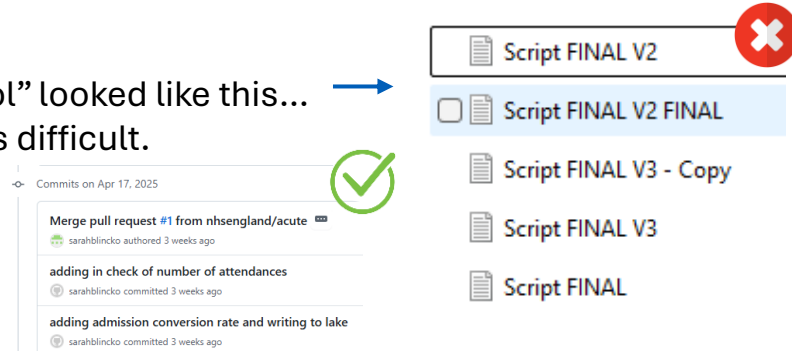 ol” looked like this...
s difficult.
Commits on Apr 17, 2025
Merge pull request #1 from nhsengland/acute
sarahblincko authored 3 weeks ago
adding in check of number of attendances
sarahblincko committed 3 weeks ago
adding admission conversion rate and writing to lake
sarahblincko committed 3 weeks ago
Script FINAL V2
Script FINAL V2 FINAL
Script FINAL V3 - Copy
Script FINAL V3
Script FINAL